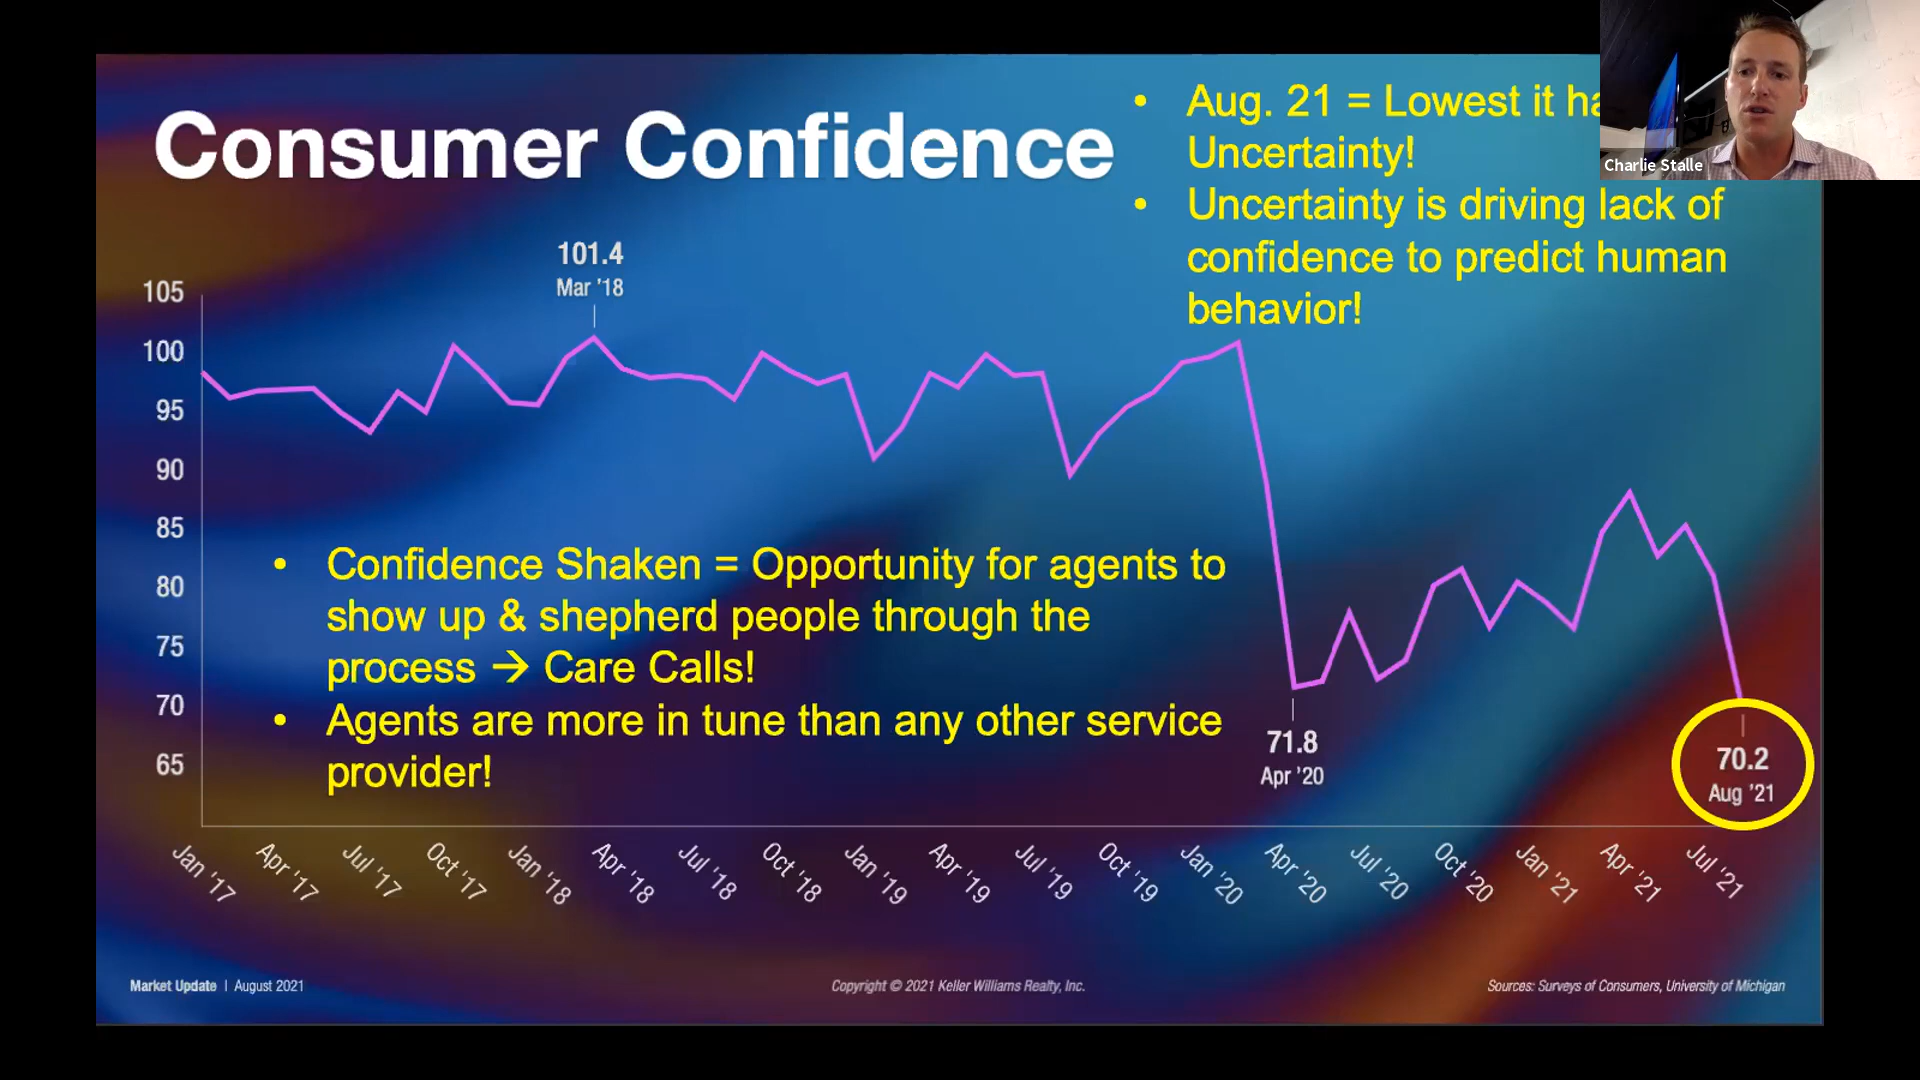 Consumer Confidence
• Aug. 21 = Lowest it
Uncertainty!
• Uncertainty is driving lack of
confidence to predict human
behavior!
Charlie Stalle
101.4
Mar '18
105
100
95
90
85
80
75
70
65
• Confidence Shaken = Opportunity for agents to
show up & shepherd people through the
process → Care Calls!
• Agents are more in tune than any other service
provider!
71.8
Apr '20
70.2
Aug '21
Jan '17
Apr '17
Jul '17
Oct '17
Jan '18
Apr '18
Jul '18
Oct '18
Jan '19
Apr '19
Jul '19
Oct '19
Jan '20
Apr '20
Jul '20
Oct '20
Jan '21
Apr '21
Jul '21
Market Update | August 2021
Copyright © 2021 Keller Williams Realty, Inc.
Sources: Surveys of Consumers, University of Michigan